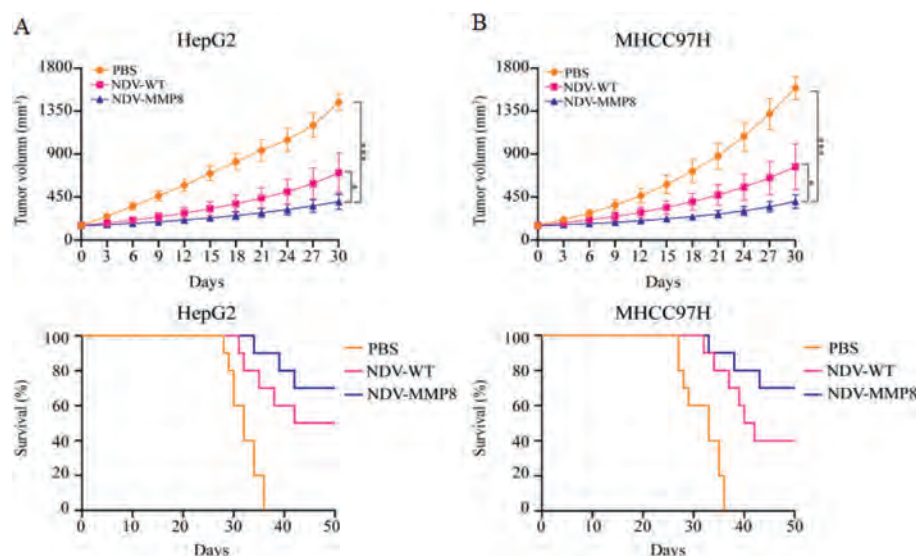 A
HepG2
1800
1350
900
450
0
Tumor volumn (mm³)
PBS
NDV-WT
NDV-MMP8
***
*
0 3 6 9 12 15 18 21 24 27 30
Days
B
MHCC97H
1800
1350
900
450
0
Tumor volumn (mm³)
PBS
NDV-WT
NDV-MMP8
***
*
0 3 6 9 12 15 18 21 24 27 30
Days
HepG2
100
80
60
40
20
0
Survival (%)
PBS
NDV-WT
NDV-MMP8
0 10 20 30 40 50
Days
MHCC97H
100
80
60
40
20
0
Survival (%)
PBS
NDV-WT
NDV-MMP8
0 10 20 30 40 50
Days